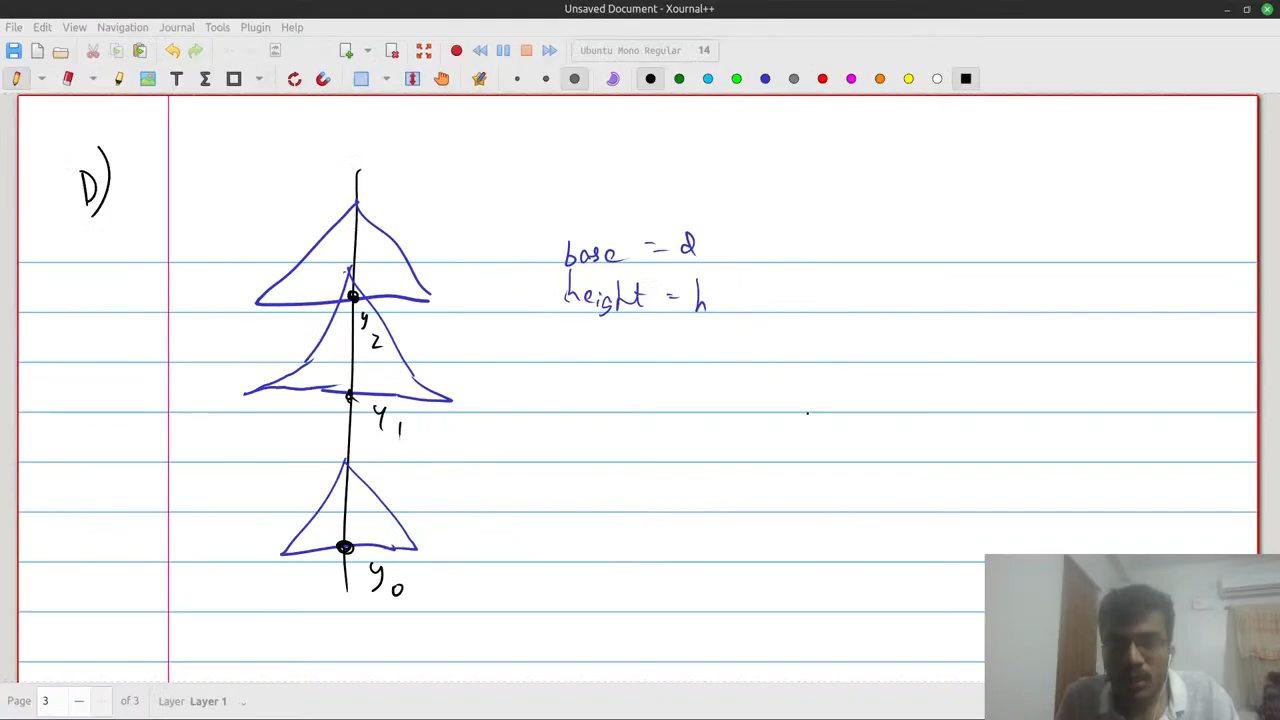 Unsaved Document - Xournal++
File Edit View Navigation Journal Tools Plugin Help
Ubuntu Mono Regular 14
D)
base = d
height = h
y2
y1
y0
Page 3 of 3 Layer Layer 1